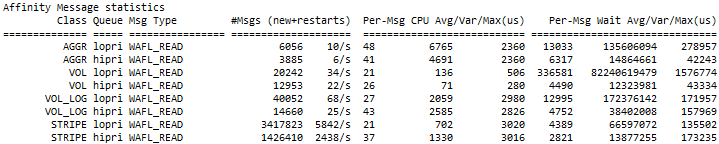 Affinity Message statistics
Class Queue Msg Type #Msgs (new+restarts) Per-Msg CPU Avg/Var/Max(us) Per-Msg Wait Avg/Var/Max(us)
============== ===== ================= ==================== =========================== ============================
AGGR lopri WAFL_READ 6056 10/s 48 6765 2360 13033 135606094 278957
AGGR hipri WAFL_READ 3885 6/s 41 4691 2360 6317 14864661 42243
VOL lopri WAFL_READ 20242 34/s 21 136 506 336581 82240619479 1576774
VOL hipri WAFL_READ 12953 22/s 26 71 280 4490 12323981 43334
VOL_LOG lopri WAFL_READ 40052 68/s 27 2059 2980 12995 172376142 171957
VOL_LOG hipri WAFL_READ 14660 25/s 43 2585 2826 4752 38402008 157969
STRIPE lopri WAFL_READ 3417823 5842/s 21 702 3020 4389 66597072 135502
STRIPE hipri WAFL_READ 1426410 2438/s 37 1330 3016 2821 13877255 173235